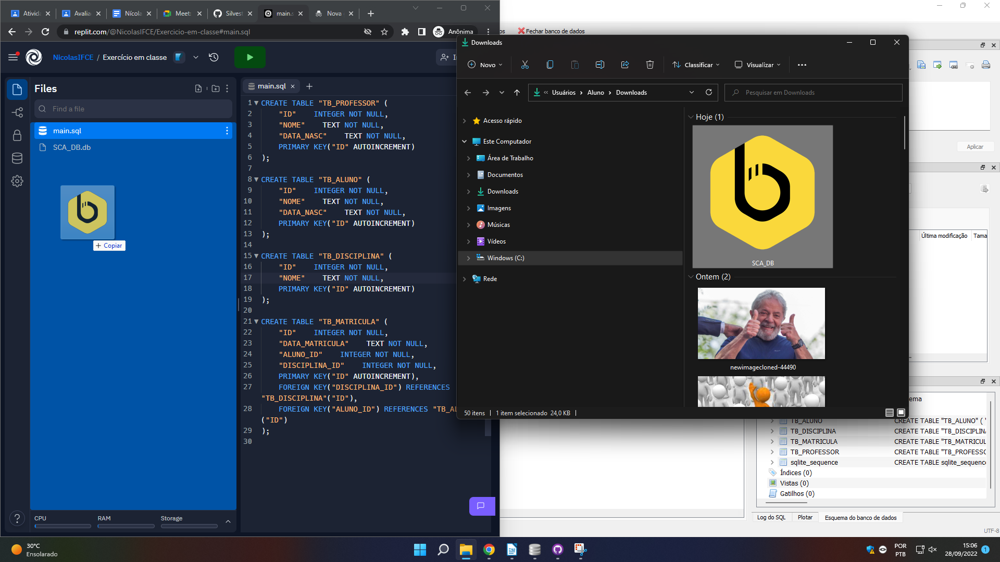 Ativida
Avaliac
Nícola
Meet:
Silvest
main.s
Nova
replit.com/@NicolasIFCE/Exercicio-em-classe#main.sql
Anônima
NicolasIFCE / Exercício em classe
Files
Find a file
main.sql
SCA_DB.db
Copiar
CPU
RAM
Storage
main.sql
1 CREATE TABLE "TB_PROFESSOR" (
2 "ID" INTEGER NOT NULL,
3 "NOME" TEXT NOT NULL,
4 "DATA_NASC" TEXT NOT NULL,
5 PRIMARY KEY("ID" AUTOINCREMENT)
6 );
7
8 CREATE TABLE "TB_ALUNO" (
9 "ID" INTEGER NOT NULL,
10 "NOME" TEXT NOT NULL,
11 "DATA_NASC" TEXT NOT NULL,
12 PRIMARY KEY("ID" AUTOINCREMENT)
13 );
14
15 CREATE TABLE "TB_DISCIPLINA" (
16 "ID" INTEGER NOT NULL,
17 "NOME" TEXT NOT NULL,
18 PRIMARY KEY("ID" AUTOINCREMENT)
19 );
20
21 CREATE TABLE "TB_MATRICULA" (
22 "ID" INTEGER NOT NULL,
23 "DATA_MATRICULA" TEXT NOT NULL,
24 "ALUNO_ID" INTEGER NOT NULL,
25 "DISCIPLINA_ID" INTEGER NOT NULL,
26 PRIMARY KEY("ID" AUTOINCREMENT),
27 FOREIGN KEY("DISCIPLINA_ID") REFERENCES
"TB_DISCIPLINA"("ID"),
28 FOREIGN KEY("ALUNO_ID") REFERENCES "TB_AL
("ID")
29 );
30
Fechar banco de dados
Downloads
Novo
Classificar
Visualizar
Usuários > Aluno > Downloads
Pesquisar em Downloads
Acesso rápido
Este Computador
Área de Trabalho
Documentos
Downloads
Imagens
Músicas
Vídeos
Windows (C:)
Rede
Hoje (1)
SCA_DB
Ontem (2)
newimagecloned-44490
50 itens
1 item selecionado 24,0 KB
Aplicar
Última modificação
Tama
ema
TB_ALUNO CREATE TABLE "TB_ALUNO" ( "
TB_DISCIPLINA CREATE TABLE "TB_DISCIPLINA
TB_MATRICULA CREATE TABLE "TB_MATRICUL
TB_PROFESSOR CREATE TABLE "TB_PROFESSO
sqlite_sequence CREATE TABLE sqlite_sequence
Índices (0)
Vistas (0)
Gatilhos (0)
Log do SQL
Plotar
Esquema do banco de dados
UTF-8
30°C
Ensolarado
POR
PTB
15:06
28/09/2022
1